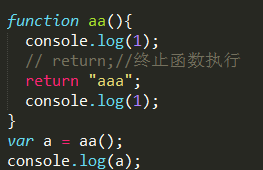 function aa(){
  console.log(1);
  // return;//终止函数执行
  return "aaa";
  console.log(1);
}
var a = aa();
console.log(a);